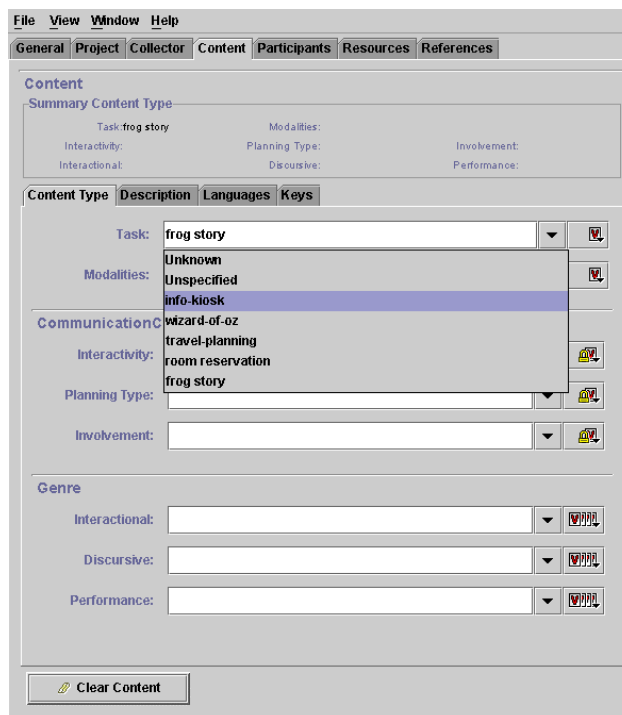 File View Window Help
General Project Collector Content Participants Resources References
Content
Summary Content Type
Task: frog story Modalities:
Interactivity: Planning Type: Involvement:
Interactional: Discursive: Performance:
Content Type Description Languages Keys
Task: frog story
Unknown
Modalities: Unspecified
info-kiosk
CommunicationC wizard-of-oz
travel-planning
Interactivity: room reservation
frog story
Planning Type:
Involvement:
Genre
Interactional:
Discursive:
Performance:
Clear Content